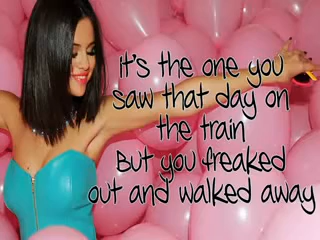 it's the one you
saw that day on
the train
But you freaked
out and walked away